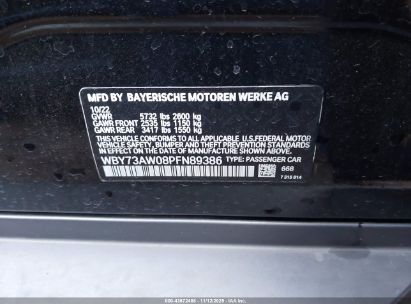 MFD BY BAYERISCHE MOTOREN WERKE AG
10/22
GVWR 5732 lbs 2600 kg
GAWR FRONT 2535 lbs 1150 kg
GAWR REAR 3417 lbs 1550 kg
THIS VEHICLE CONFORMS TO ALL APPLICABLE U.S.FEDERAL MOTOR
VEHICLE SAFETY, BUMPER AND THEFT PREVENTION STANDARDS
IN EFFECT ON THE DATE OF MANUFACTURE SHOWN ABOVE.
WBY73AW08PFN89386 TYPE: PASSENGER CAR
668